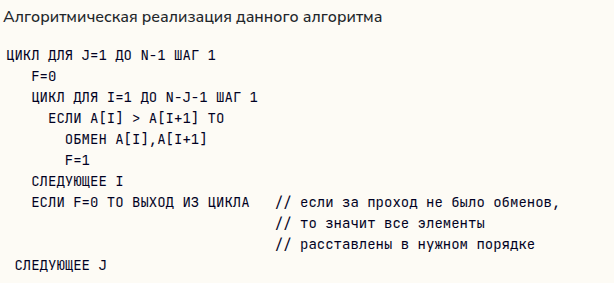 Алгоритмическая реализация данного алгоритма
ЦИКЛ ДЛЯ J=1 ДО N-1 ШАГ 1
F=0
ЦИКЛ ДЛЯ I=1 ДО N-J-1 ШАГ 1
ЕСЛИ A[I] > A[I+1] ТО
ОБМЕН A[I],A[I+1]
F=1
СЛЕДУЮЩЕЕ I
ЕСЛИ F=0 ТО ВЫХОД ИЗ ЦИКЛА // если за проход не было обменов,
// то значит все элементы
// расставлены в нужном порядке
СЛЕДУЮЩЕЕ J